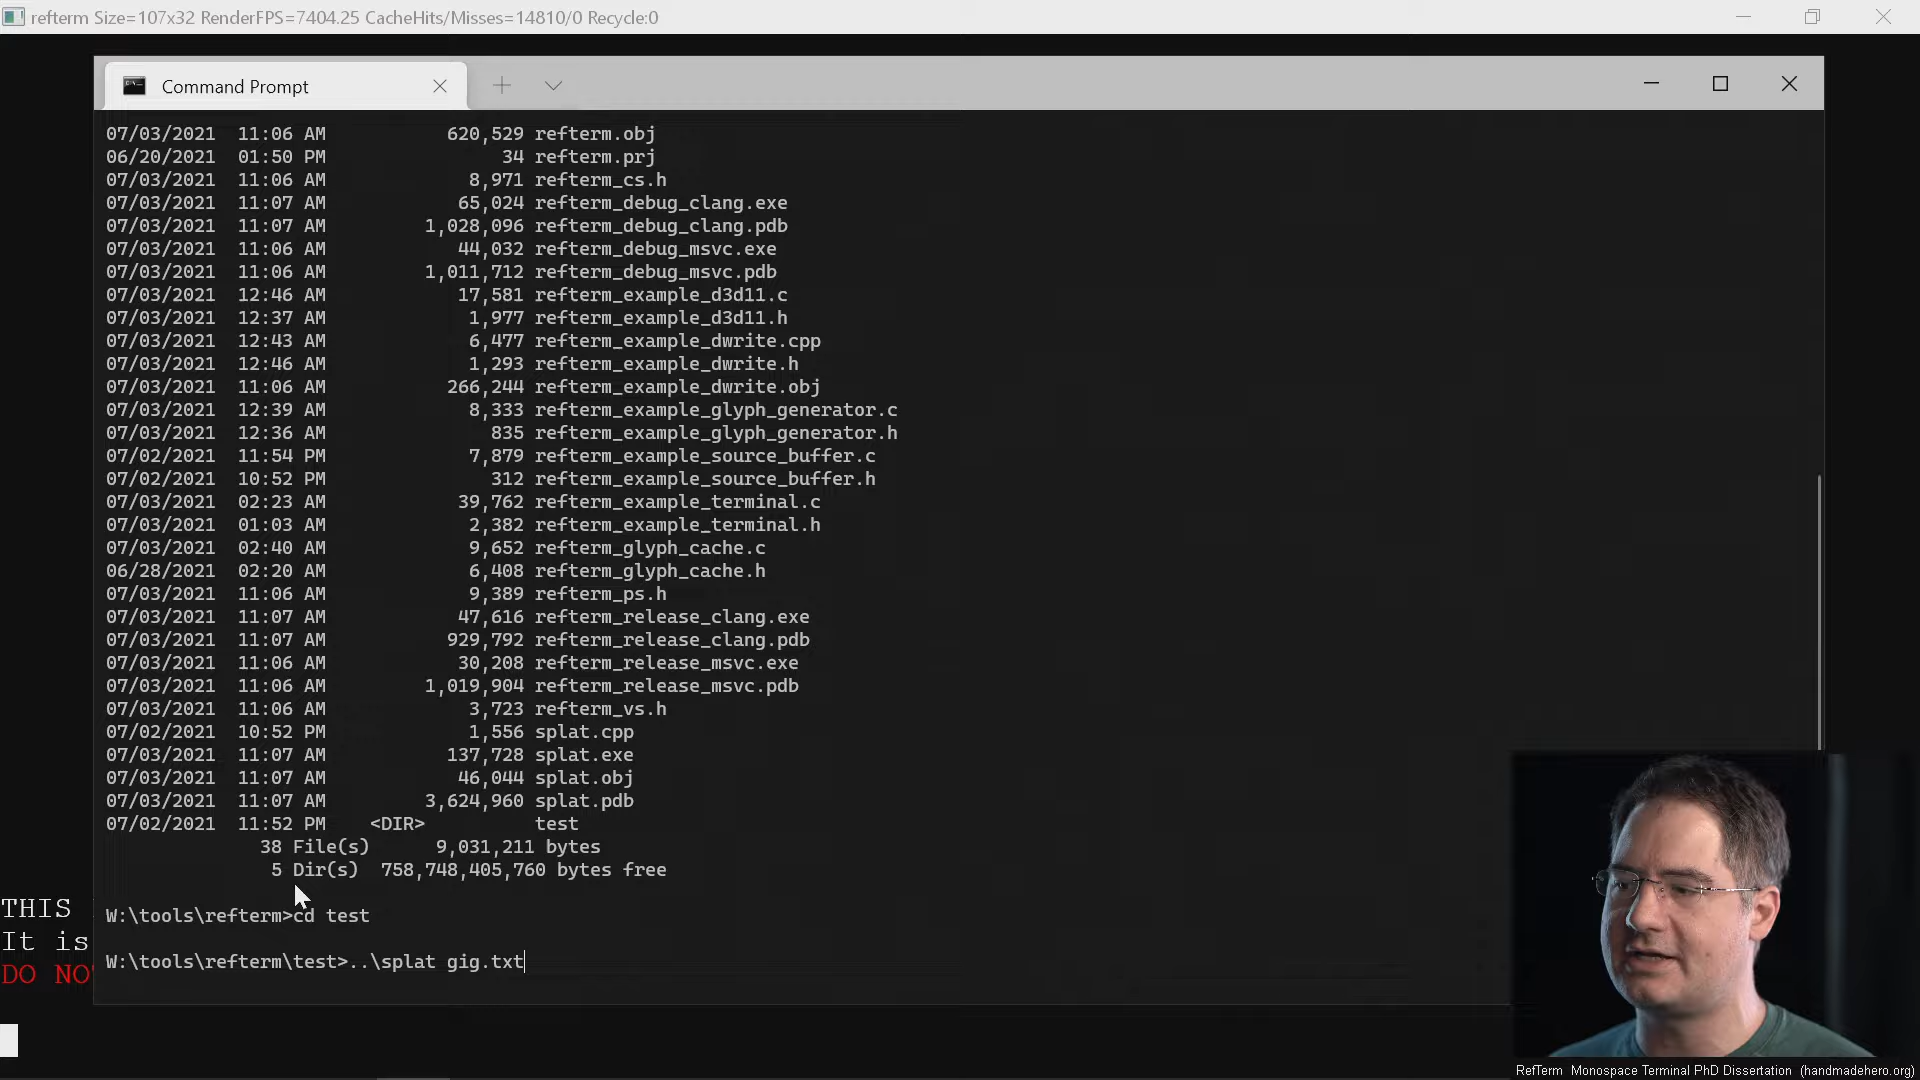 refterm Size=107x32 RenderFPS=7404.25 CacheHits/Misses=14810/0 Recycle:0
Command Prompt
07/03/2021  11:06 AM           620,529 refterm.obj
06/20/2021  01:50 PM                34 refterm.prj
07/03/2021  11:06 AM             8,971 refterm_cs.h
07/03/2021  11:07 AM            65,024 refterm_debug_clang.exe
07/03/2021  11:07 AM         1,028,096 refterm_debug_clang.pdb
07/03/2021  11:06 AM            44,032 refterm_debug_msvc.exe
07/03/2021  11:06 AM         1,011,712 refterm_debug_msvc.pdb
07/03/2021  12:46 AM            17,581 refterm_example_d3d11.c
07/03/2021  12:37 AM             1,977 refterm_example_d3d11.h
07/03/2021  12:43 AM             6,477 refterm_example_dwrite.cpp
07/03/2021  12:46 AM             1,293 refterm_example_dwrite.h
07/03/2021  11:06 AM           266,244 refterm_example_dwrite.obj
07/03/2021  12:39 AM             8,333 refterm_example_glyph_generator.c
07/03/2021  12:36 AM               835 refterm_example_glyph_generator.h
07/02/2021  11:54 PM             7,879 refterm_example_source_buffer.c
07/02/2021  10:52 PM               312 refterm_example_source_buffer.h
07/03/2021  02:23 AM            39,762 refterm_example_terminal.c
07/03/2021  01:03 AM             2,382 refterm_example_terminal.h
07/03/2021  02:40 AM             9,652 refterm_glyph_cache.c
06/28/2021  02:20 AM             6,408 refterm_glyph_cache.h
07/03/2021  11:06 AM             9,389 refterm_ps.h
07/03/2021  11:07 AM            47,616 refterm_release_clang.exe
07/03/2021  11:07 AM           929,792 refterm_release_clang.pdb
07/03/2021  11:06 AM            30,208 refterm_release_msvc.exe
07/03/2021  11:06 AM         1,019,904 refterm_release_msvc.pdb
07/03/2021  11:06 AM             3,723 refterm_vs.h
07/02/2021  10:52 PM             1,556 splat.cpp
07/03/2021  11:07 AM           137,728 splat.exe
07/03/2021  11:07 AM            46,044 splat.obj
07/03/2021  11:07 AM         3,624,960 splat.pdb
07/02/2021  11:52 PM    <DIR>          test
38 File(s)      9,031,211 bytes
5 Dir(s)  758,748,405,760 bytes free
THIS
W:\tools\refterm>cd test
It is
W:\tools\refterm\test>..\splat gig.txt
DO NO
RefTerm Monospace Terminal PhD Dissertation (handmadehero.org)